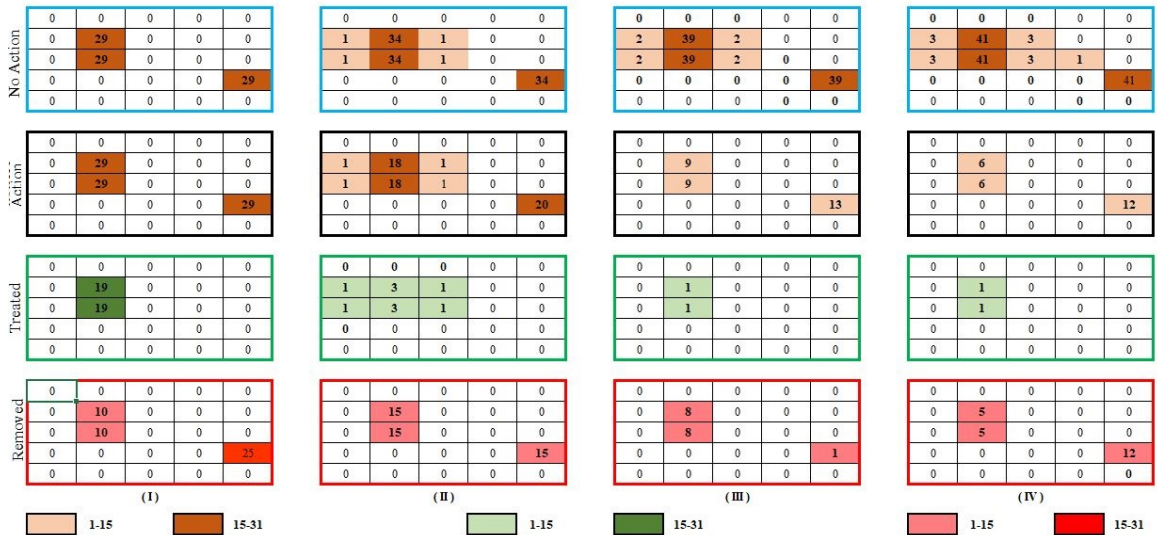 0 0 0 0 0 0 0 0 0 0 0 0 0 0 0 0 0 0 0 0
0 29 0 0 0 1 34 1 0 0 2 39 2 0 0 3 41 3 0 0
0 29 0 0 0 1 34 1 0 0 2 39 2 0 0 3 41 3 1 0
0 0 0 0 29 0 0 0 0 34 0 0 0 0 39 0 0 0 0 41
0 0 0 0 0 0 0 0 0 0 0 0 0 0 0 0 0 0 0 0
No Action
0 0 0 0 0 0 0 0 0 0 0 0 0 0 0 0 0 0 0 0
0 29 0 0 0 1 18 1 0 0 0 9 0 0 0 0 6 0 0 0
0 29 0 0 0 1 18 1 0 0 0 9 0 0 0 0 6 0 0 0
0 0 0 0 29 0 0 0 0 20 0 0 0 0 13 0 0 0 0 12
0 0 0 0 0 0 0 0 0 0 0 0 0 0 0 0 0 0 0 0
Action
0 0 0 0 0 0 0 0 0 0 0 0 0 0 0 0 0 0 0 0
0 19 0 0 0 1 3 1 0 0 0 1 0 0 0 0 1 0 0 0
0 19 0 0 0 1 3 1 0 0 0 1 0 0 0 0 1 0 0 0
0 0 0 0 0 0 0 0 0 0 0 0 0 0 0 0 0 0 0 0
0 0 0 0 0 0 0 0 0 0 0 0 0 0 0 0 0 0 0 0
Treated
0 0 0 0 0 0 0 0 0 0 0 0 0 0 0 0 0 0 0 0
0 10 0 0 0 0 15 0 0 0 0 8 0 0 0 0 5 0 0 0
0 10 0 0 0 0 15 0 0 0 0 8 0 0 0 0 5 0 0 0
0 0 0 0 25 0 0 0 0 15 0 0 0 0 1 0 0 0 0 12
0 0 0 0 0 0 0 0 0 0 0 0 0 0 0 0 0 0 0 0
Removed
( I ) ( II ) ( III ) ( IV )
1-15 15-31 1-15 15-31 1-15 15-31